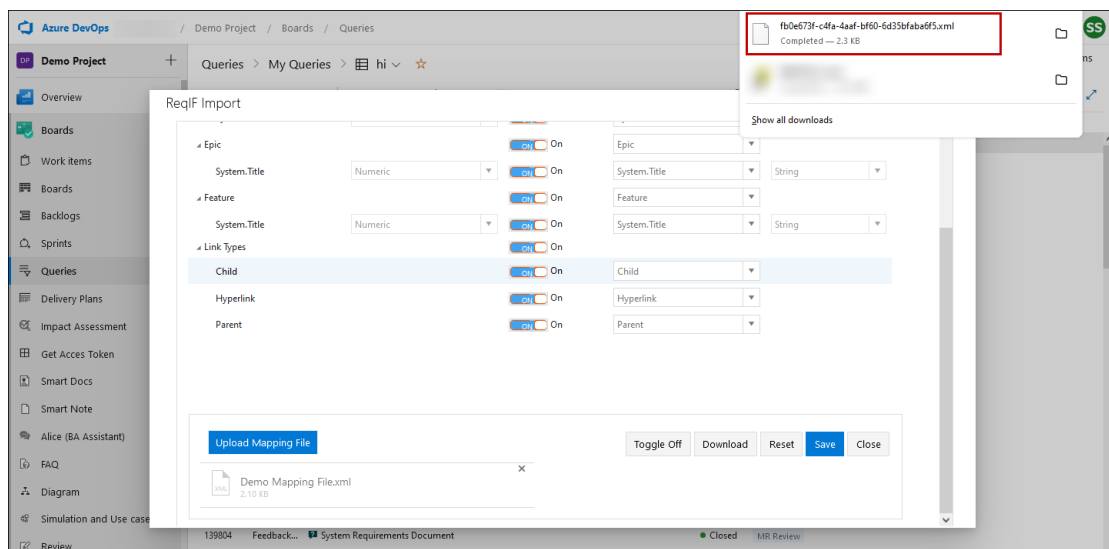 Azure DevOps / Demo Project / Boards / Queries
fb0e673f-c4fa-4aaf-bf60-6d35bfaba6f5.xml
Completed — 2.3 KB
SS
DP Demo Project
Queries > My Queries > hi
Show all downloads
Overview
Boards
Work items
Boards
Backlogs
Sprints
Queries
Delivery Plans
Impact Assessment
Get Acces Token
Smart Docs
Smart Note
Alice (BA Assistant)
FAQ
Diagram
Simulation and Use case
Review
ReqIF Import
Epic ON On Epic
System.Title Numeric ON On System.Title String
Feature ON On Feature
System.Title Numeric ON On System.Title String
Link Types ON On
Child ON On Child
Hyperlink ON On Hyperlink
Parent ON On Parent
Upload Mapping File
Toggle Off Download Reset Save Close
XML Demo Mapping File.xml
2.10 KB
139804 Feedback... System Requirements Document Closed MR Review